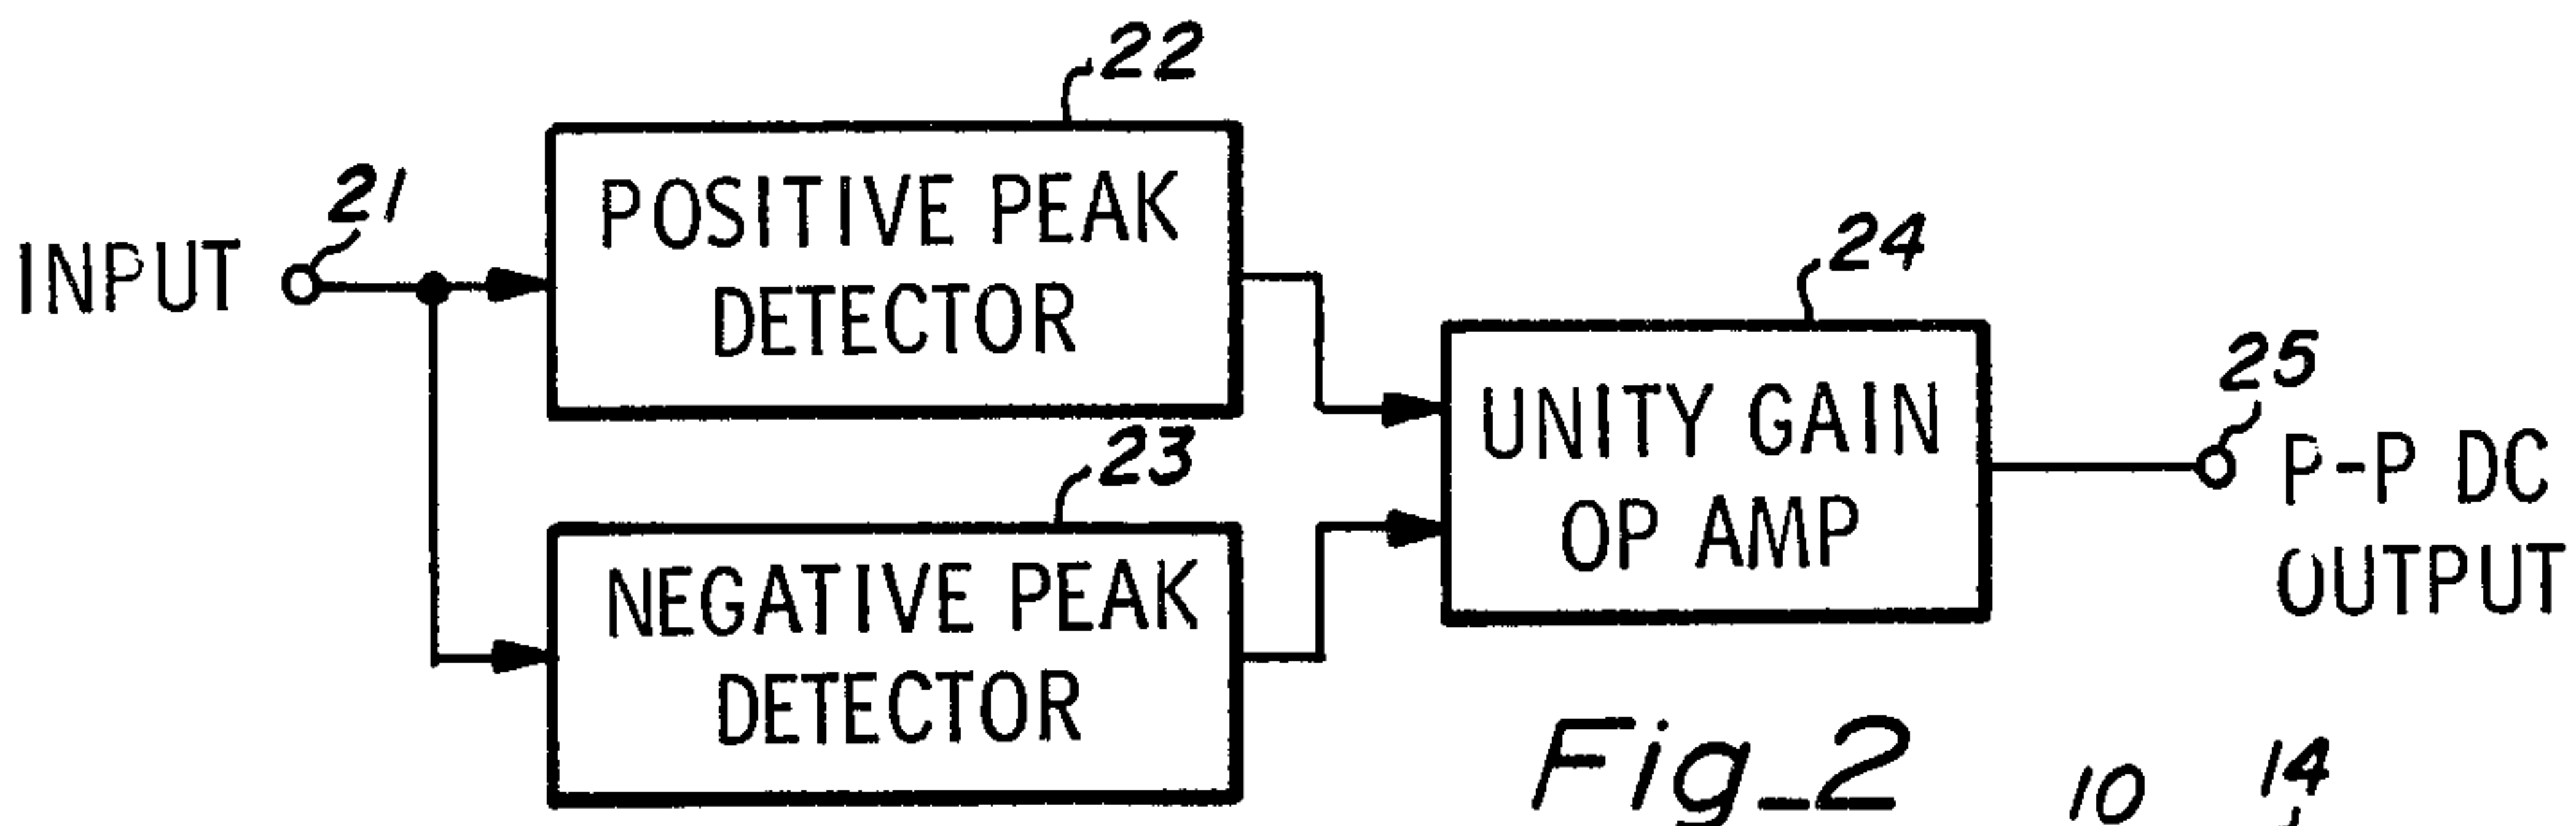 22
21
INPUT
POSITIVE PEAK
DETECTOR
24
23
UNITY GAIN
OP AMP
25
P-P DC
OUTPUT
NEGATIVE PEAK
DETECTOR
Fig_2
10
14